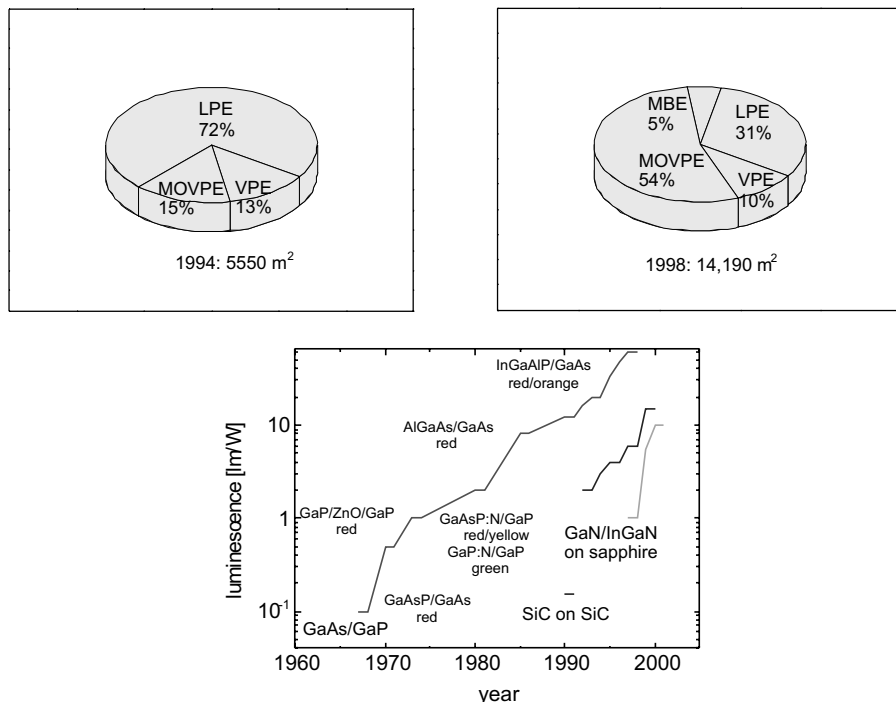 LPE
72%
MOVPE
15%
VPE
13%
1994: 5550 m²
MBE
5%
LPE
31%
MOVPE
54%
VPE
10%
1998: 14,190 m²
luminescence [lm/W]
10
1
10⁻¹
InGaAlP/GaAs
red/orange
AlGaAs/GaAs
red
GaP/ZnO/GaP
red
GaAsP:N/GaP
red/yellow
GaP:N/GaP
green
GaN/InGaN
on sapphire
GaAsP/GaAs
red
SiC on SiC
GaAs/GaP
1960
1970
1980
1990
2000
year